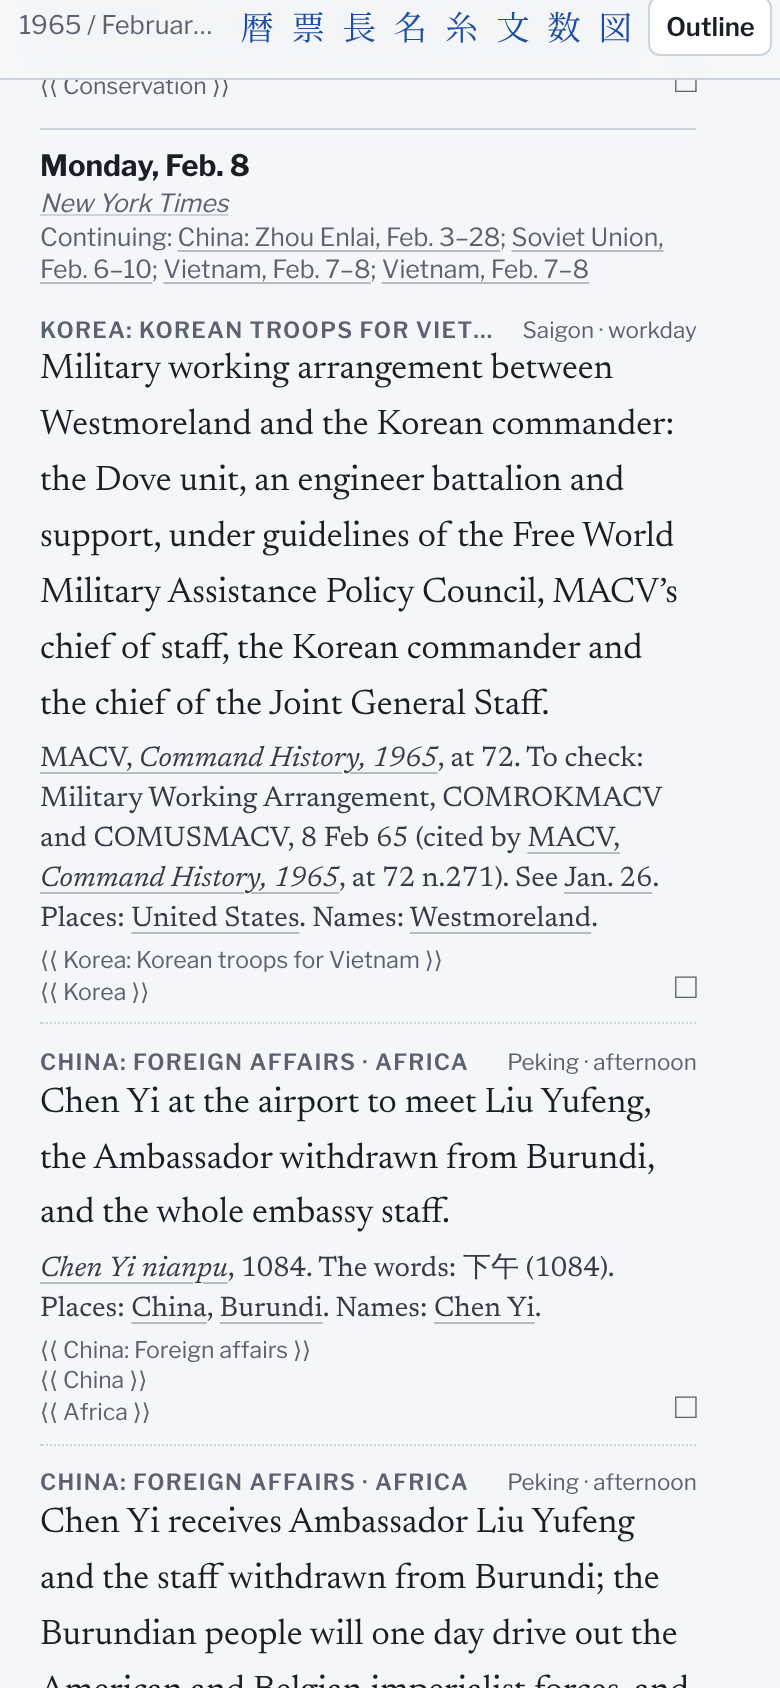 1965 / Februar… 暦 票 長 名 糸 文 数 図 Outline
⟨⟨ Conservation ⟩⟩
Monday, Feb. 8
New York Times
Continuing: China: Zhou Enlai, Feb. 3–28; Soviet Union,
Feb. 6–10; Vietnam, Feb. 7–8; Vietnam, Feb. 7–8
KOREA: KOREAN TROOPS FOR VIET… Saigon · workday
Military working arrangement between
Westmoreland and the Korean commander:
the Dove unit, an engineer battalion and
support, under guidelines of the Free World
Military Assistance Policy Council, MACV’s
chief of staff, the Korean commander and
the chief of the Joint General Staff.
MACV, Command History, 1965, at 72. To check:
Military Working Arrangement, COMROKMACV
and COMUSMACV, 8 Feb 65 (cited by MACV,
Command History, 1965, at 72 n.271). See Jan. 26.
Places: United States. Names: Westmoreland.
⟨⟨ Korea: Korean troops for Vietnam ⟩⟩
⟨⟨ Korea ⟩⟩
CHINA: FOREIGN AFFAIRS · AFRICA Peking · afternoon
Chen Yi at the airport to meet Liu Yufeng,
the Ambassador withdrawn from Burundi,
and the whole embassy staff.
Chen Yi nianpu, 1084. The words: 下午 (1084).
Places: China, Burundi. Names: Chen Yi.
⟨⟨ China: Foreign affairs ⟩⟩
⟨⟨ China ⟩⟩
⟨⟨ Africa ⟩⟩
CHINA: FOREIGN AFFAIRS · AFRICA Peking · afternoon
Chen Yi receives Ambassador Liu Yufeng
and the staff withdrawn from Burundi; the
Burundian people will one day drive out the
American and Belgian imperialist forces, and